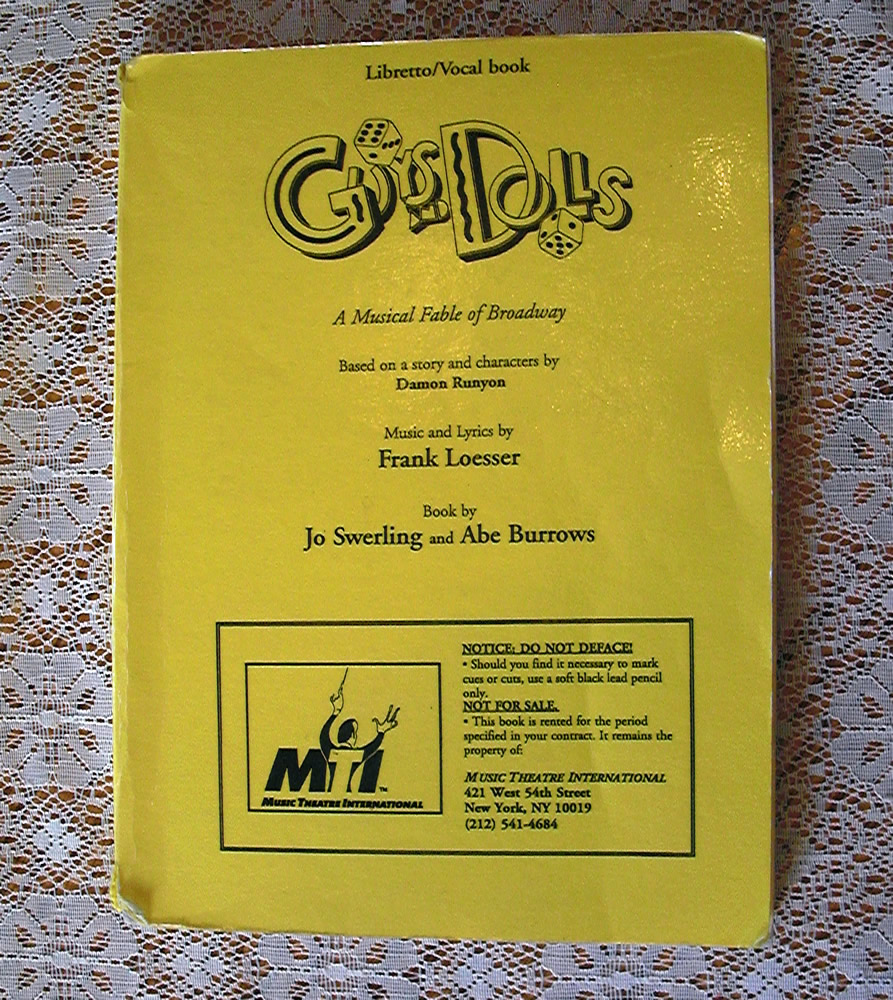 Libretto/Vocal book
GUYS AND DOLLS
A Musical Fable of Broadway
Based on a story and characters by
Damon Runyon
Music and Lyrics by
Frank Loesser
Book by
Jo Swerling and Abe Burrows
MTI™
MUSIC THEATRE INTERNATIONAL
NOTICE: DO NOT DEFACE!
• Should you find it necessary to mark
cues or cuts, use a soft black lead pencil
only.
NOT FOR SALE.
• This book is rented for the period
specified in your contract. It remains the
property of:
MUSIC THEATRE INTERNATIONAL
421 West 54th Street
New York, NY 10019
(212) 541-4684